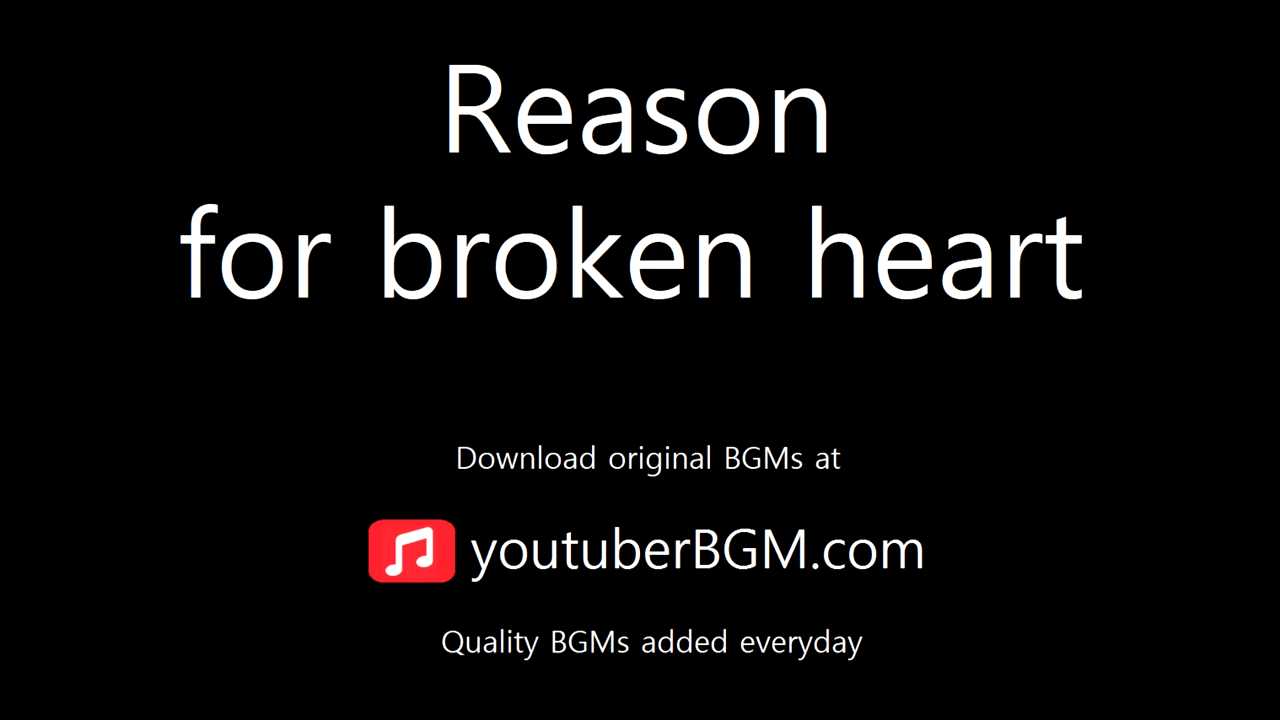 Reason
for broken heart
Download original BGMs at
youtuberBGM.com
Quality BGMs added everyday